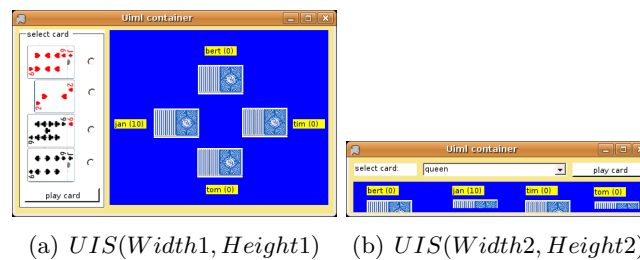 Uiml container
select card
bert (0)
jan (10)
tim (0)
tom (0)
play card
Uiml container
select card:
queen
play card
bert (0)
jan (10)
tim (0)
tom (0)
(a) UIS(Width1, Height1)
(b) UIS(Width2, Height2)